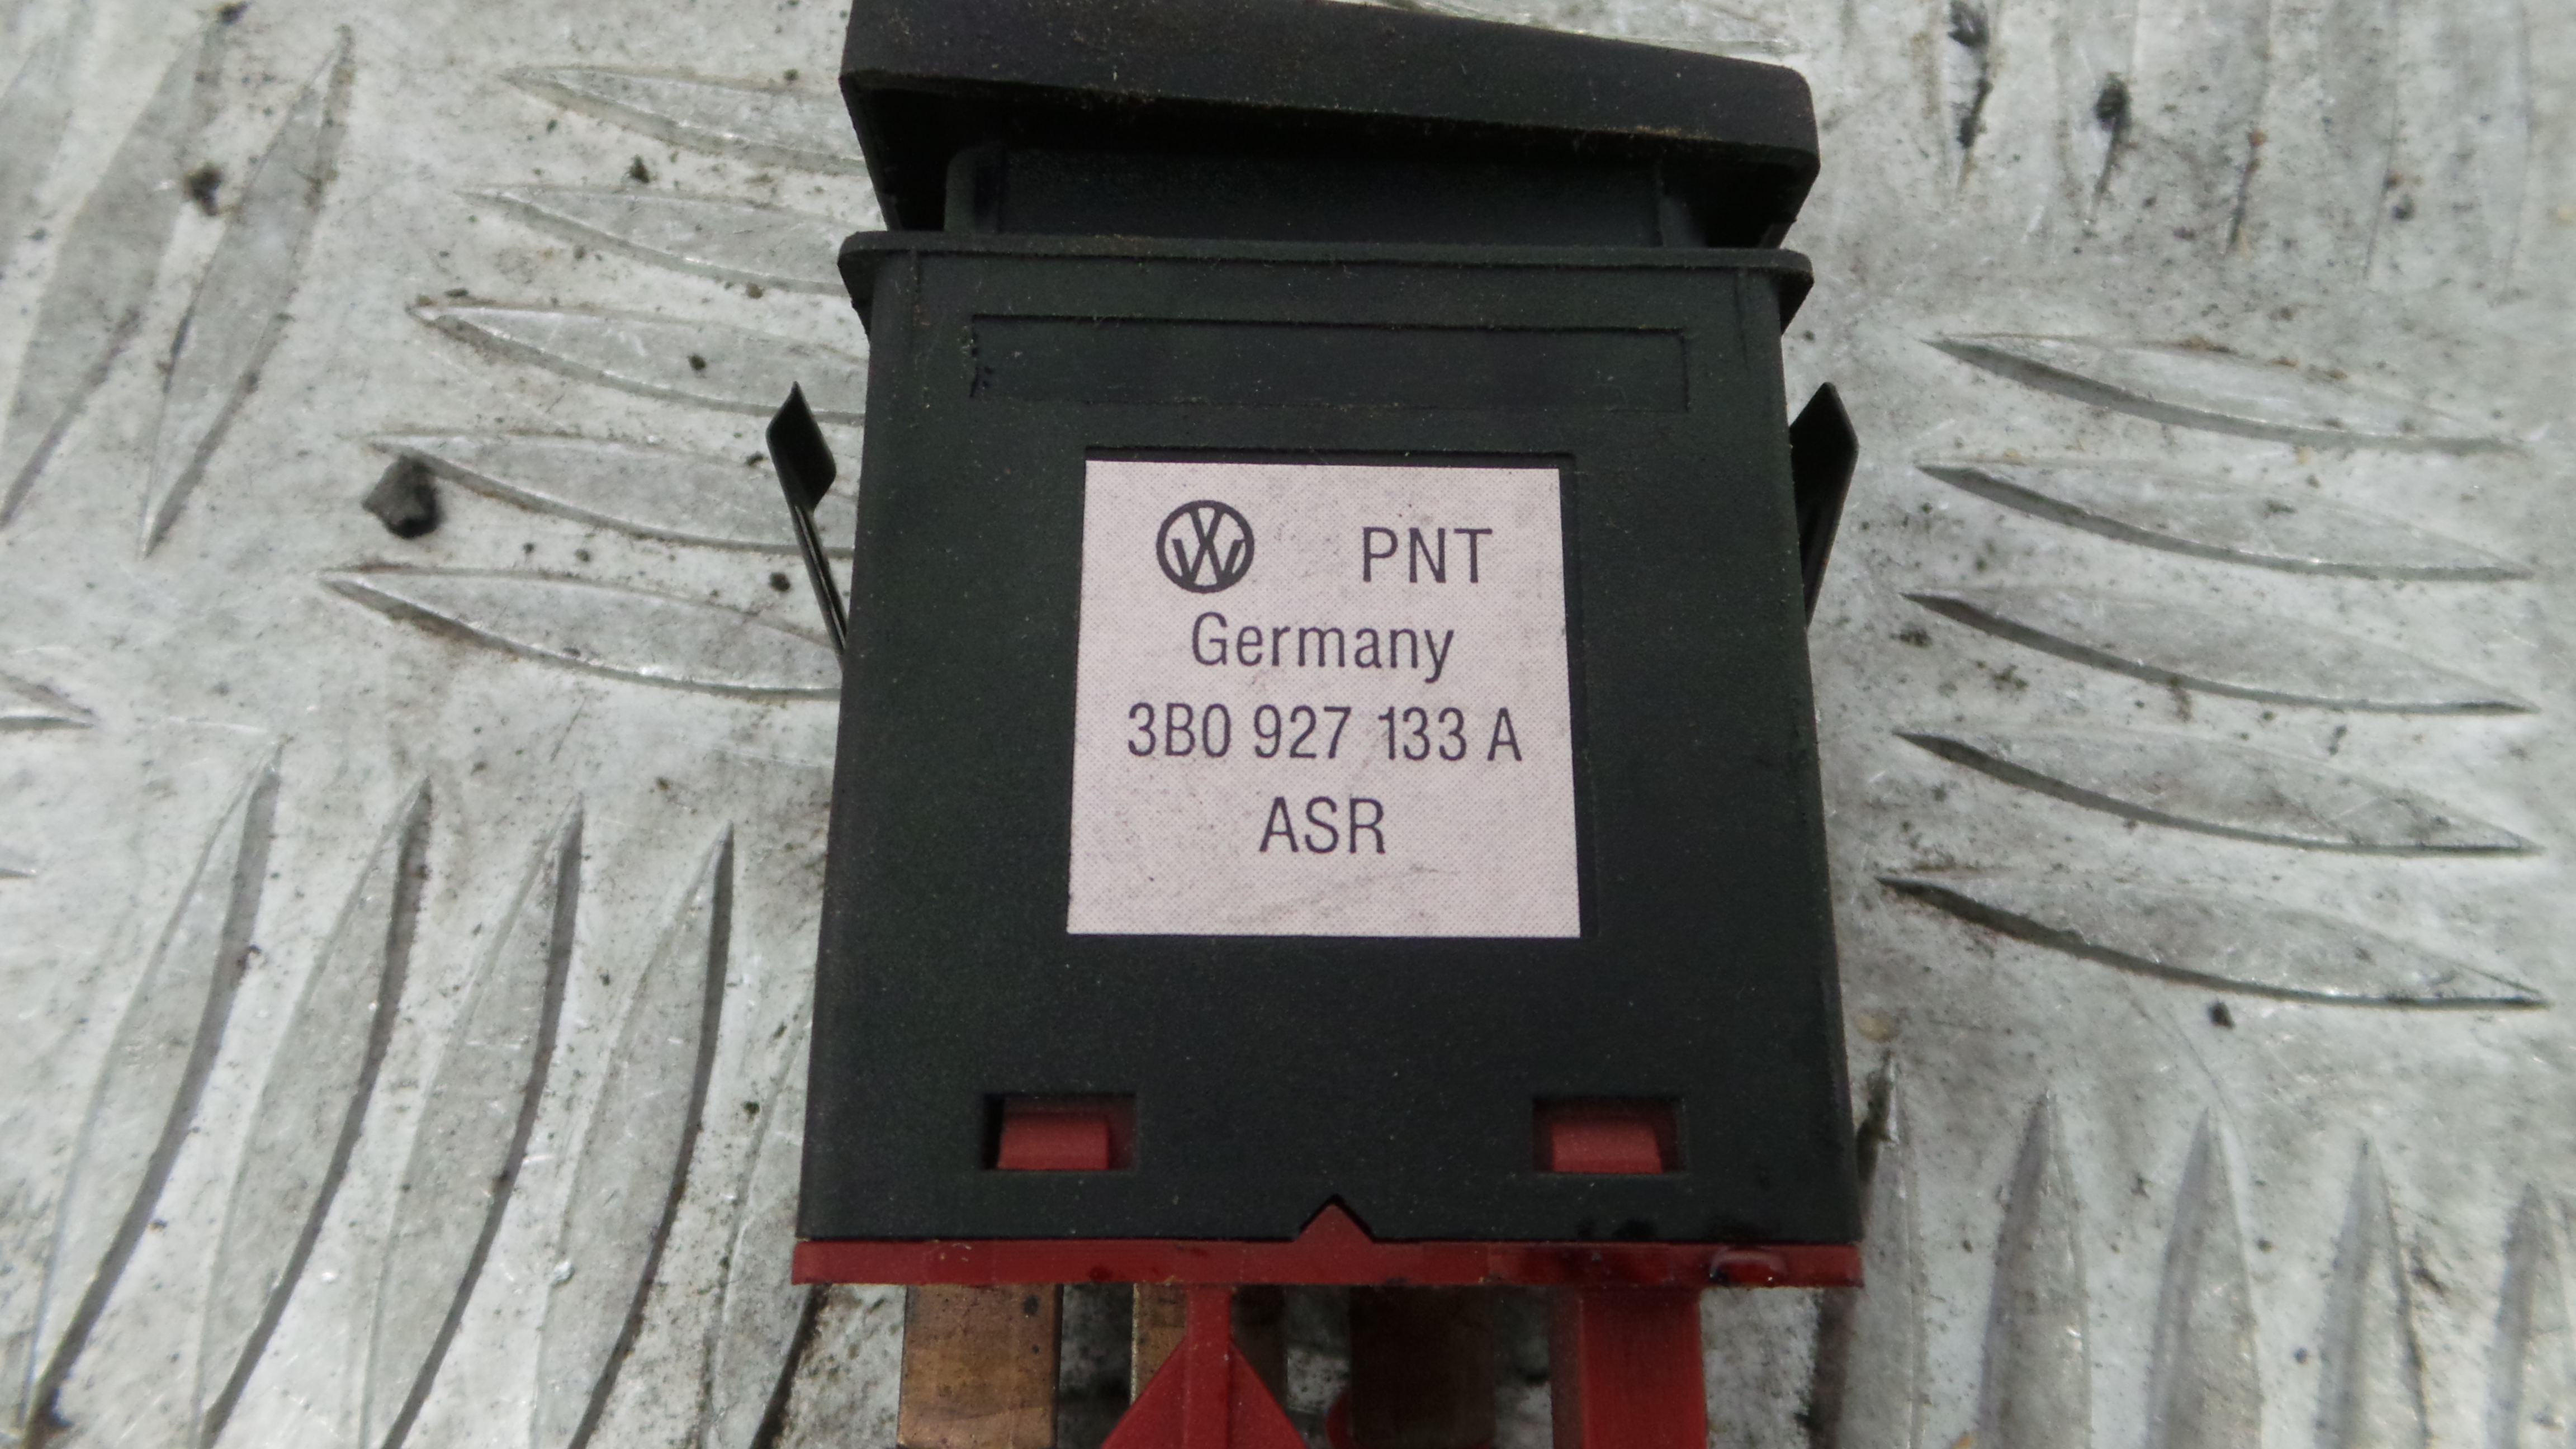 PNT
Germany
3B0 927 133 A
ASR